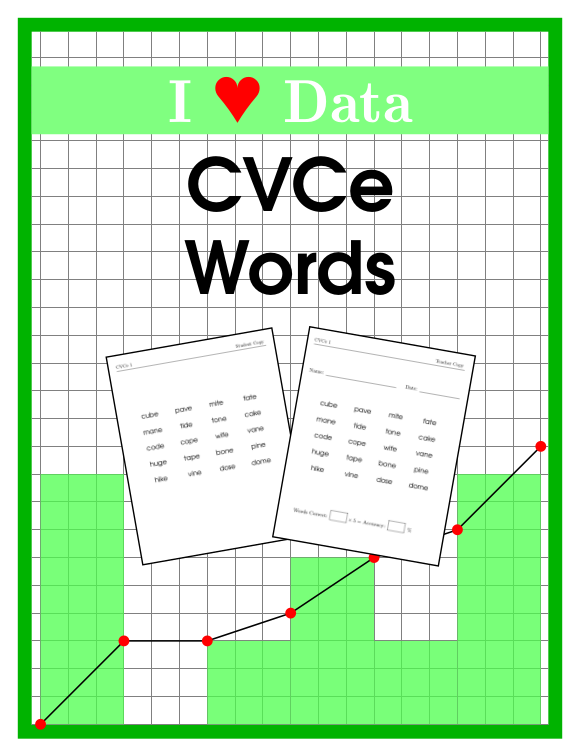 I ♥ Data
CVCe
Words
CVCe 1 Student Copy
cube pave mite fate
mane tide tone cake
code cope wife vane
huge tape bone pine
hike vine dose dome
CVCe 1 Teacher Copy
Name: Date:
cube pave mite fate
mane tide tone cake
code cope wife vane
huge tape bone pine
hike vine dose dome
Words Correct: x 5 = Accuracy: %